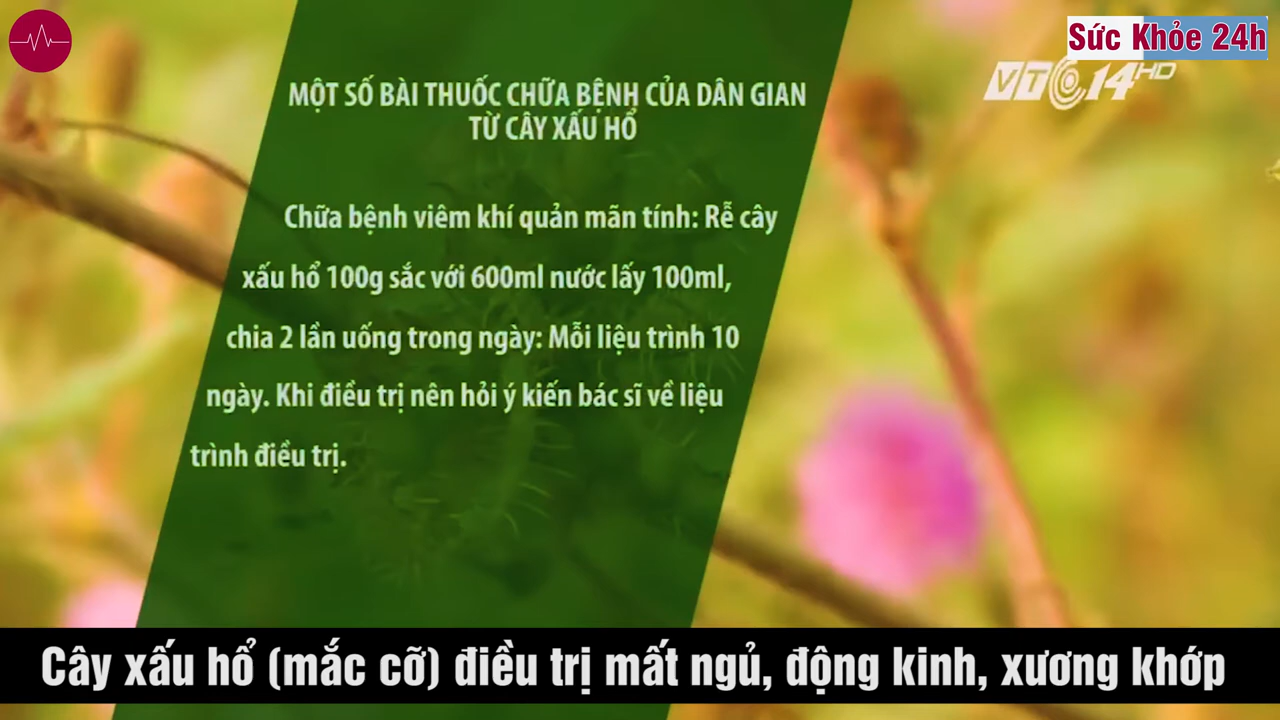 Sức Khỏe 24h
VTC14HD
MỘT SỐ BÀI THUỐC CHỮA BỆNH CỦA DÂN GIAN
TỪ CÂY XẤU HỔ
Chữa bệnh viêm khí quản mãn tính: Rễ cây
xấu hổ 100g sắc với 600ml nước lấy 100ml,
chia 2 lần uống trong ngày: Mỗi liệu trình 10
ngày. Khi điều trị nên hỏi ý kiến bác sĩ về liệu
trình điều trị.
Cây xấu hổ (mắc cỡ) điều trị mất ngủ, động kinh, xương khớp